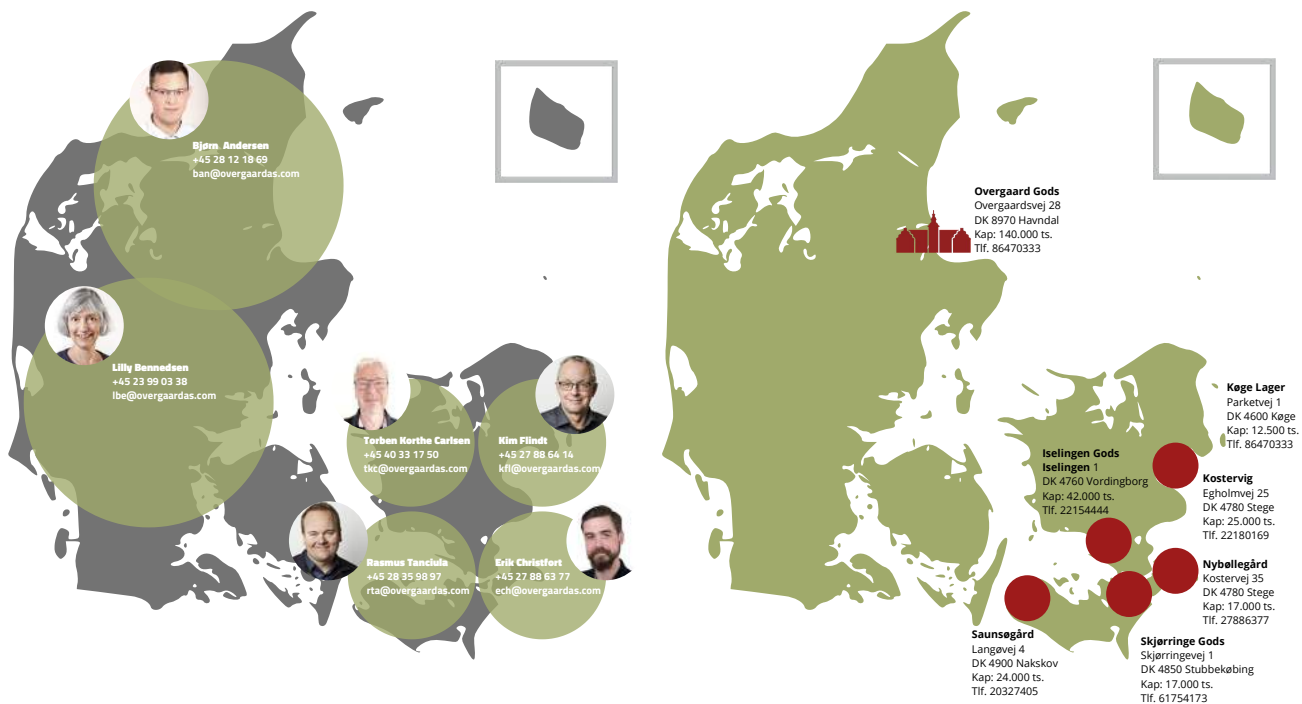 Bjørn Andersen
+45 28 12 18 69
ban@overgaardas.com
Lilly Bennedsen
+45 23 99 03 38
lbe@overgaardas.com
Torben Korthe Carlsen
+45 40 33 17 50
tkc@overgaardas.com
Kim Flindt
+45 27 88 64 14
kfl@overgaardas.com
Rasmus Tanciula
+45 28 35 98 97
rta@overgaardas.com
Erik Christfort
+45 27 88 63 77
ech@overgaardas.com
Overgaard Gods
Overgaardsvej 28
DK 8970 Havndal
Kap: 140.000 ts.
Tlf. 86470333
Køge Lager
Parketvej 1
DK 4600 Køge
Kap: 12.500 ts.
Tlf. 86470333
Iselingen Gods
Iselingen 1
DK 4760 Vordingborg
Kap: 42.000 ts.
Tlf. 22154444
Kostervig
Egholmvej 25
DK 4780 Stege
Kap: 25.000 ts.
Tlf. 22180169
Nybøllegård
Kostervej 35
DK 4780 Stege
Kap: 17.000 ts.
Tlf. 27886377
Saunsøgård
Langøvej 4
DK 4900 Nakskov
Kap: 24.000 ts.
Tlf. 20327405
Skjørringe Gods
Skjørringevej 1
DK 4850 Stubbekøbing
Kap: 17.000 ts.
Tlf. 61754173